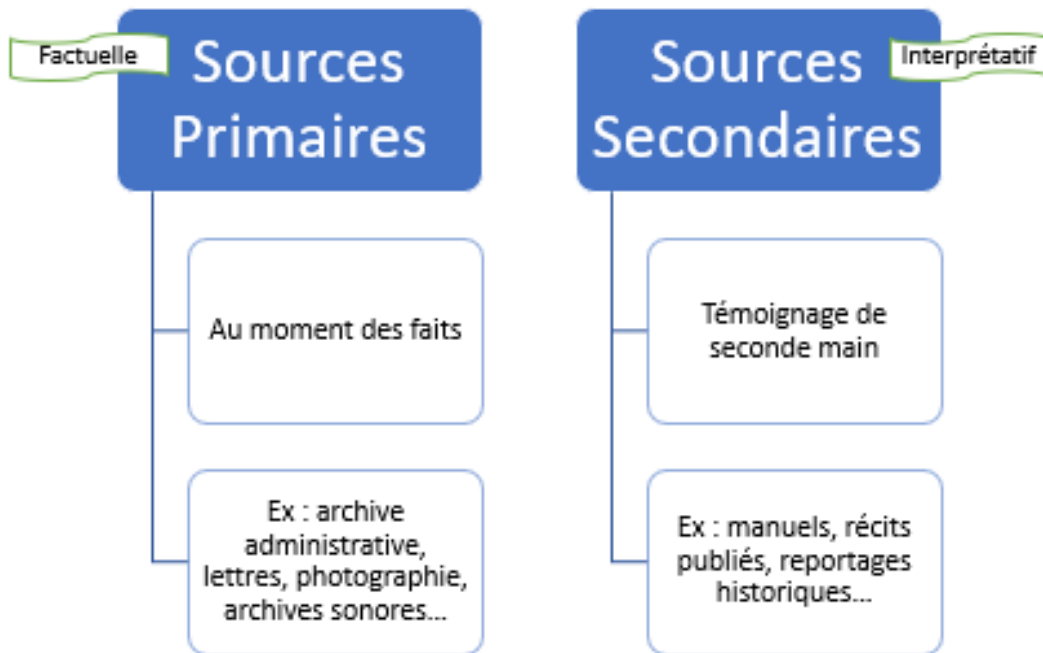 Factuelle
Sources
Primaires
Au moment des faits
Ex : archive
administrative,
lettres, photographie,
archives sonores...
Sources
Secondaires
Interprétatif
Témoignage de
seconde main
Ex : manuels, récits
publiés, reportages
historiques...